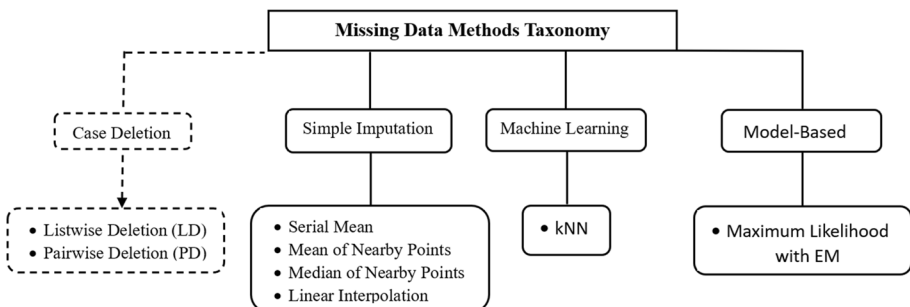 Missing Data Methods Taxonomy
Case Deletion
Simple Imputation
Machine Learning
Model-Based
• Listwise Deletion (LD)
• Pairwise Deletion (PD)
• Serial Mean
• Mean of Nearby Points
• Median of Nearby Points
• Linear Interpolation
• kNN
• Maximum Likelihood
with EM